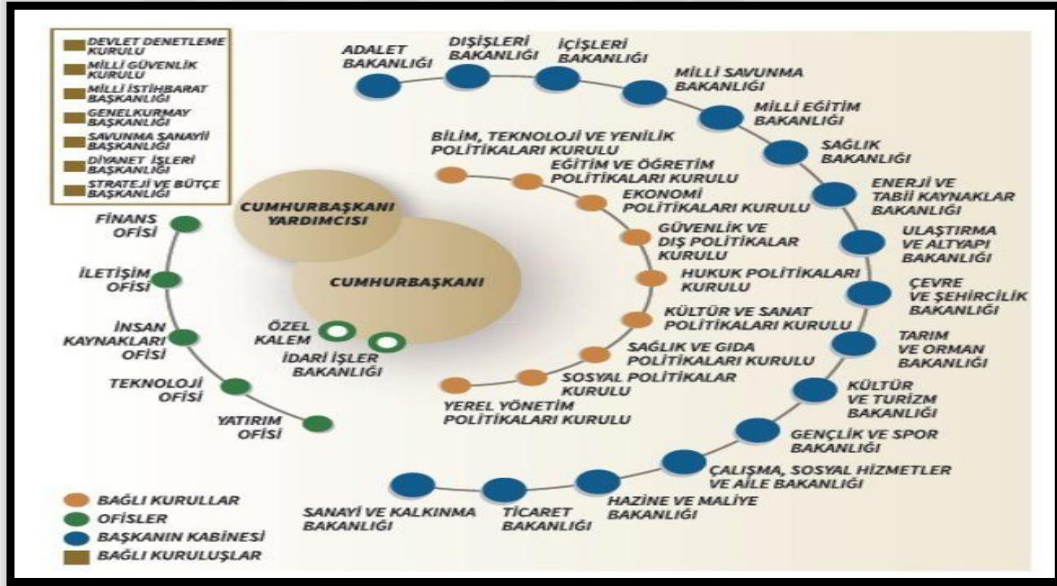 DEVLET DENETLEME
KURULU
MİLLİ GÜVENLİK
KURULU
MİLLİ İSTİHBARAT
BAŞKANLIĞI
GENELKURMAY
BAŞKANLIĞI
SAVUNMA SANAYİİ
BAŞKANLIĞI
DİYANET İŞLERİ
BAŞKANLIĞI
STRATEJİ VE BÜTÇE
BAŞKANLIĞI
ADALET
BAKANLIĞI
DIŞİŞLERİ
BAKANLIĞI
İÇİŞLERİ
BAKANLIĞI
MİLLİ SAVUNMA
BAKANLIĞI
MİLLİ EĞİTİM
BAKANLIĞI
SAĞLIK
BAKANLIĞI
ENERJİ VE
TABİİ KAYNAKLAR
BAKANLIĞI
ULAŞTIRMA
VE ALTYAPI
BAKANLIĞI
ÇEVRE
VE ŞEHİRCİLİK
BAKANLIĞI
TARIM
VE ORMAN
BAKANLIĞI
KÜLTÜR
VE TURİZM
BAKANLIĞI
GENÇLİK VE SPOR
BAKANLIĞI
ÇALIŞMA, SOSYAL HİZMETLER
VE AİLE BAKANLIĞI
HAZİNE VE MALİYE
BAKANLIĞI
TİCARET
BAKANLIĞI
SANAYİ VE KALKINMA
BAKANLIĞI
BİLİM, TEKNOLOJİ VE YENİLİK
POLİTİKALARI KURULU
EĞİTİM VE ÖĞRETİM
POLİTİKALARI KURULU
EKONOMİ
POLİTİKALARI KURULU
GÜVENLİK VE
DIŞ POLİTİKALAR
KURULU
HUKUK POLİTİKALARI
KURULU
KÜLTÜR VE SANAT
POLİTİKALARI KURULU
SAĞLIK VE GIDA
POLİTİKALARI KURULU
SOSYAL POLİTİKALAR
KURULU
YEREL YÖNETİM
POLİTİKALARI KURULU
CUMHURBAŞKANI
YARDIMCISI
CUMHURBAŞKANI
ÖZEL
KALEM
İDARİ İŞLER
BAKANLIĞI
FİNANS
OFİSİ
İLETİŞİM
OFİSİ
İNSAN
KAYNAKLARI
OFİSİ
TEKNOLOJİ
OFİSİ
YATIRIM
OFİSİ
BAĞLI KURULLAR
OFİSLER
BAŞKANIN KABİNESİ
BAĞLI KURULUŞLAR